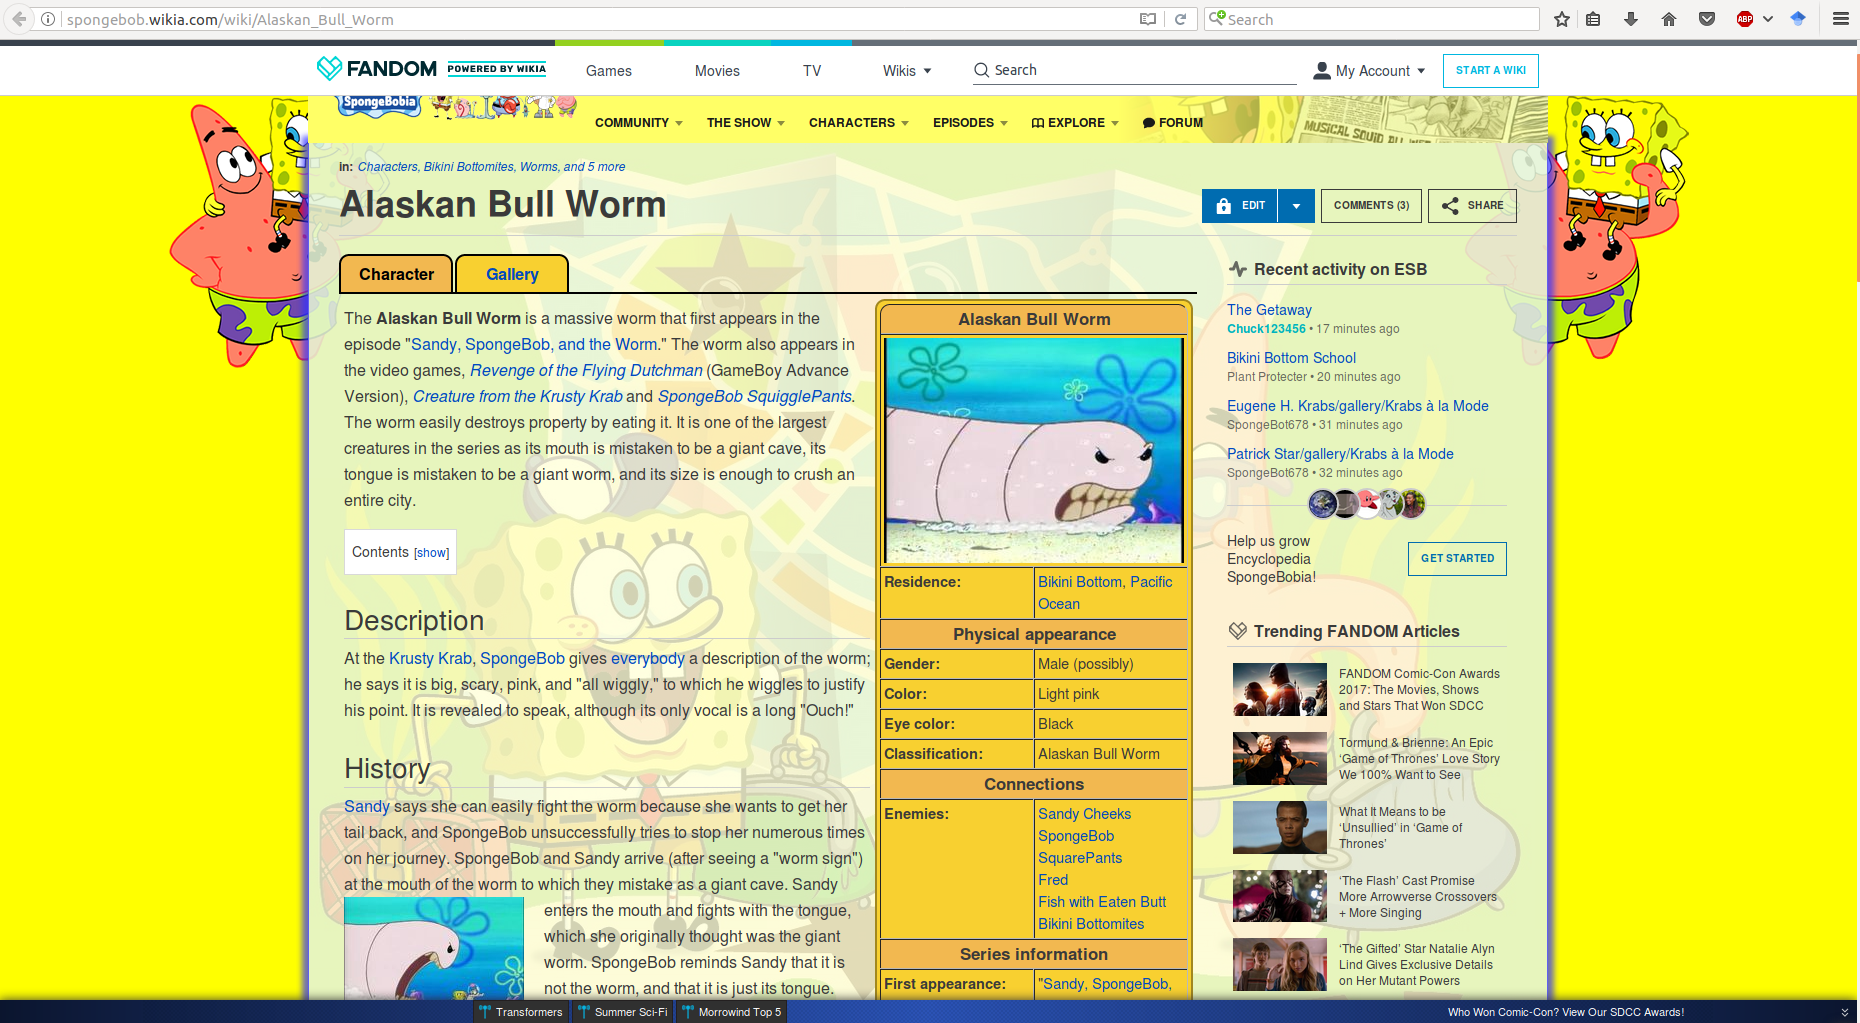 spongebob.wikia.com/wiki/Alaskan_Bull_Worm
Search
ABP
FANDOM
POWERED BY WIKIA
Games
Movies
TV
Wikis
Search
My Account
START A WIKI
SpongeBobia
COMMUNITY
THE SHOW
CHARACTERS
EPISODES
EXPLORE
FORUM
MUSICAL SQUID ALL WET
in: Characters, Bikini Bottomites, Worms, and 5 more
Alaskan Bull Worm
EDIT
COMMENTS (3)
SHARE
Character
Gallery
The Alaskan Bull Worm is a massive worm that first appears in the
episode "Sandy, SpongeBob, and the Worm." The worm also appears in
the video games, Revenge of the Flying Dutchman (GameBoy Advance
Version), Creature from the Krusty Krab and SpongeBob SquigglePants.
The worm easily destroys property by eating it. It is one of the largest
creatures in the series as its mouth is mistaken to be a giant cave, its
tongue is mistaken to be a giant worm, and its size is enough to crush an
entire city.
Contents [show]
Description
At the Krusty Krab, SpongeBob gives everybody a description of the worm;
he says it is big, scary, pink, and "all wiggly," to which he wiggles to justify
his point. It is revealed to speak, although its only vocal is a long "Ouch!"
History
Sandy says she can easily fight the worm because she wants to get her
tail back, and SpongeBob unsuccessfully tries to stop her numerous times
on her journey. SpongeBob and Sandy arrive (after seeing a "worm sign")
at the mouth of the worm to which they mistake as a giant cave. Sandy
enters the mouth and fights with the tongue,
which she originally thought was the giant
worm. SpongeBob reminds Sandy that it is
not the worm, and that it is just its tongue.
Alaskan Bull Worm
Residence:
Bikini Bottom, Pacific
Ocean
Physical appearance
Gender:
Male (possibly)
Color:
Light pink
Eye color:
Black
Classification:
Alaskan Bull Worm
Connections
Enemies:
Sandy Cheeks
SpongeBob
SquarePants
Fred
Fish with Eaten Butt
Bikini Bottomites
Series information
First appearance:
"Sandy, SpongeBob,
Recent activity on ESB
The Getaway
Chuck123456 • 17 minutes ago
Bikini Bottom School
Plant Protecter • 20 minutes ago
Eugene H. Krabs/gallery/Krabs à la Mode
SpongeBot678 • 31 minutes ago
Patrick Star/gallery/Krabs à la Mode
SpongeBot678 • 32 minutes ago
Help us grow
Encyclopedia
SpongeBobia!
GET STARTED
Trending FANDOM Articles
FANDOM Comic-Con Awards
2017: The Movies, Shows
and Stars That Won SDCC
Tormund & Brienne: An Epic
‘Game of Thrones’ Love Story
We 100% Want to See
What It Means to be
‘Unsullied’ in ‘Game of
Thrones’
‘The Flash’ Cast Promise
More Arrowverse Crossovers
+ More Singing
‘The Gifted’ Star Natalie Alyn
Lind Gives Exclusive Details
on Her Mutant Powers
Transformers
Summer Sci-Fi
Morrowind Top 5
Who Won Comic-Con? View Our SDCC Awards!